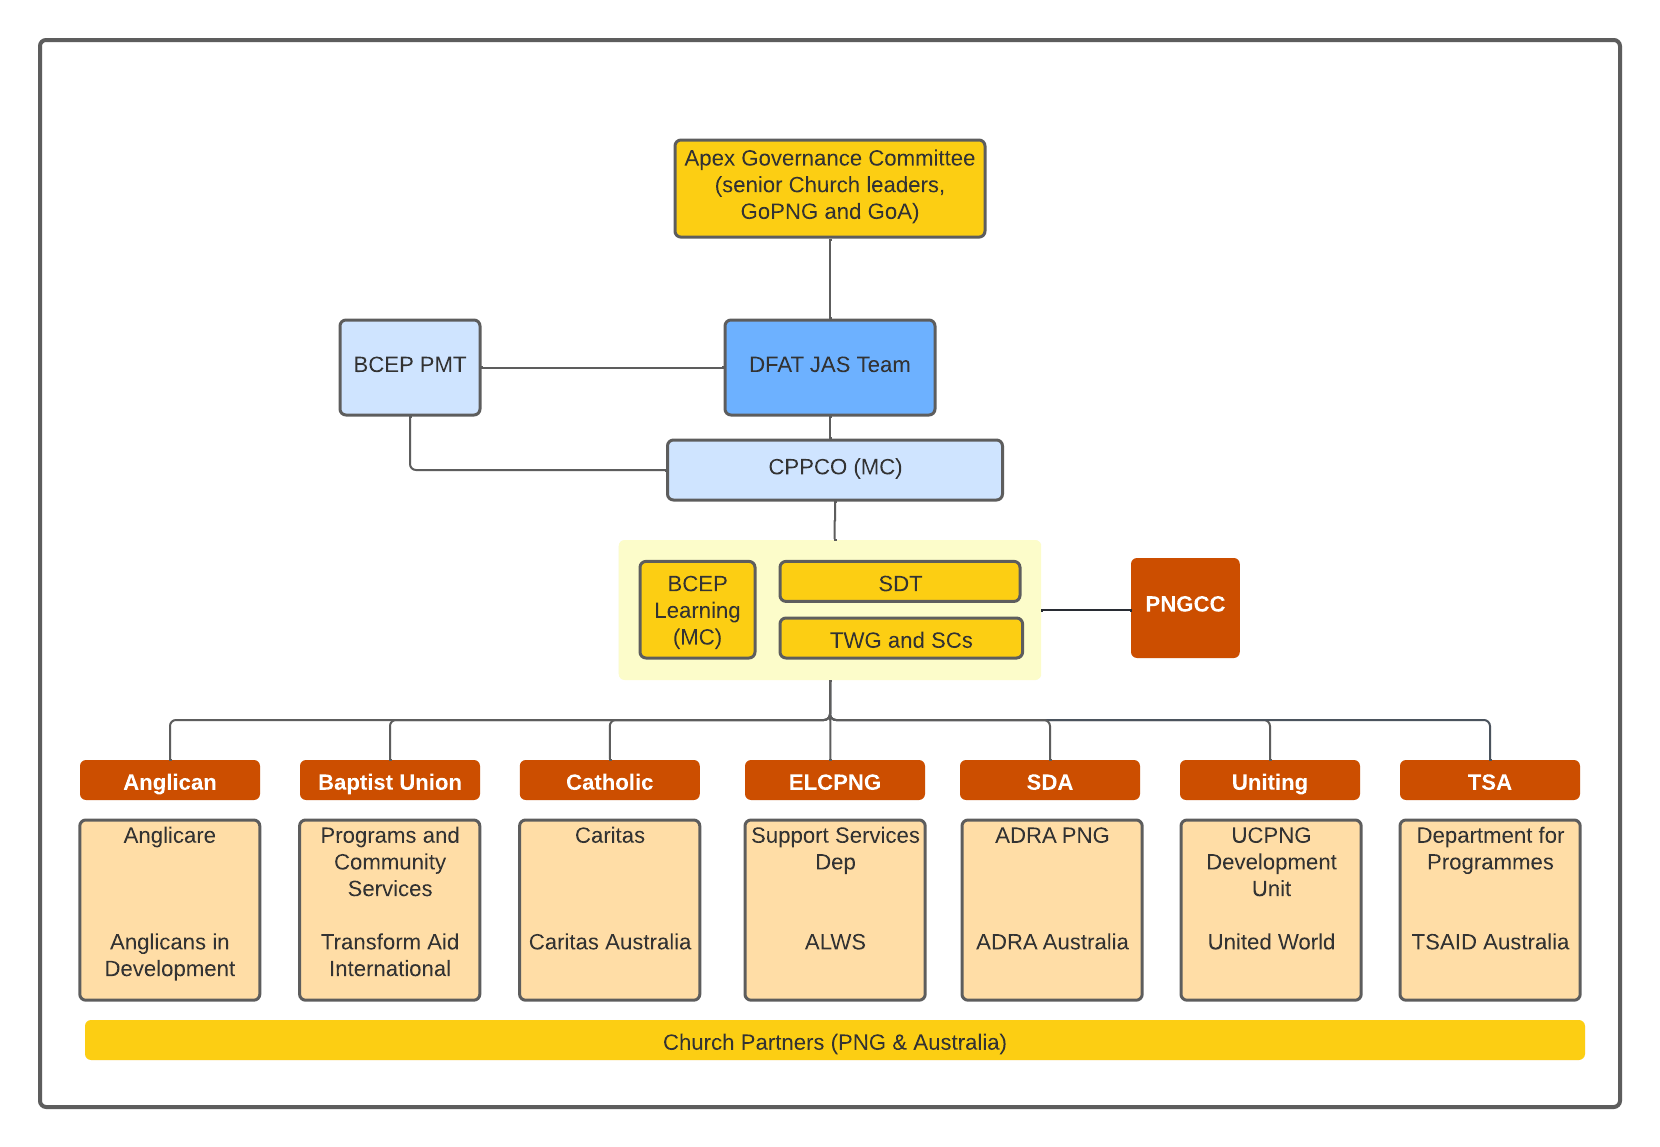 Apex Governance Committee
(senior Church leaders,
GoPNG and GoA)
BCEP PMT
DFAT JAS Team
CPPCO (MC)
BCEP
Learning
(MC)
SDT
TWG and SCs
PNGCC
Anglican
Baptist Union
Catholic
ELCPNG
SDA
Uniting
TSA
Anglicare
Anglicans in
Development
Programs and
Community
Services
Transform Aid
International
Caritas
Caritas Australia
Support Services
Dep
ALWS
ADRA PNG
ADRA Australia
UCPNG
Development
Unit
United World
Department for
Programmes
TSAID Australia
Church Partners (PNG & Australia)